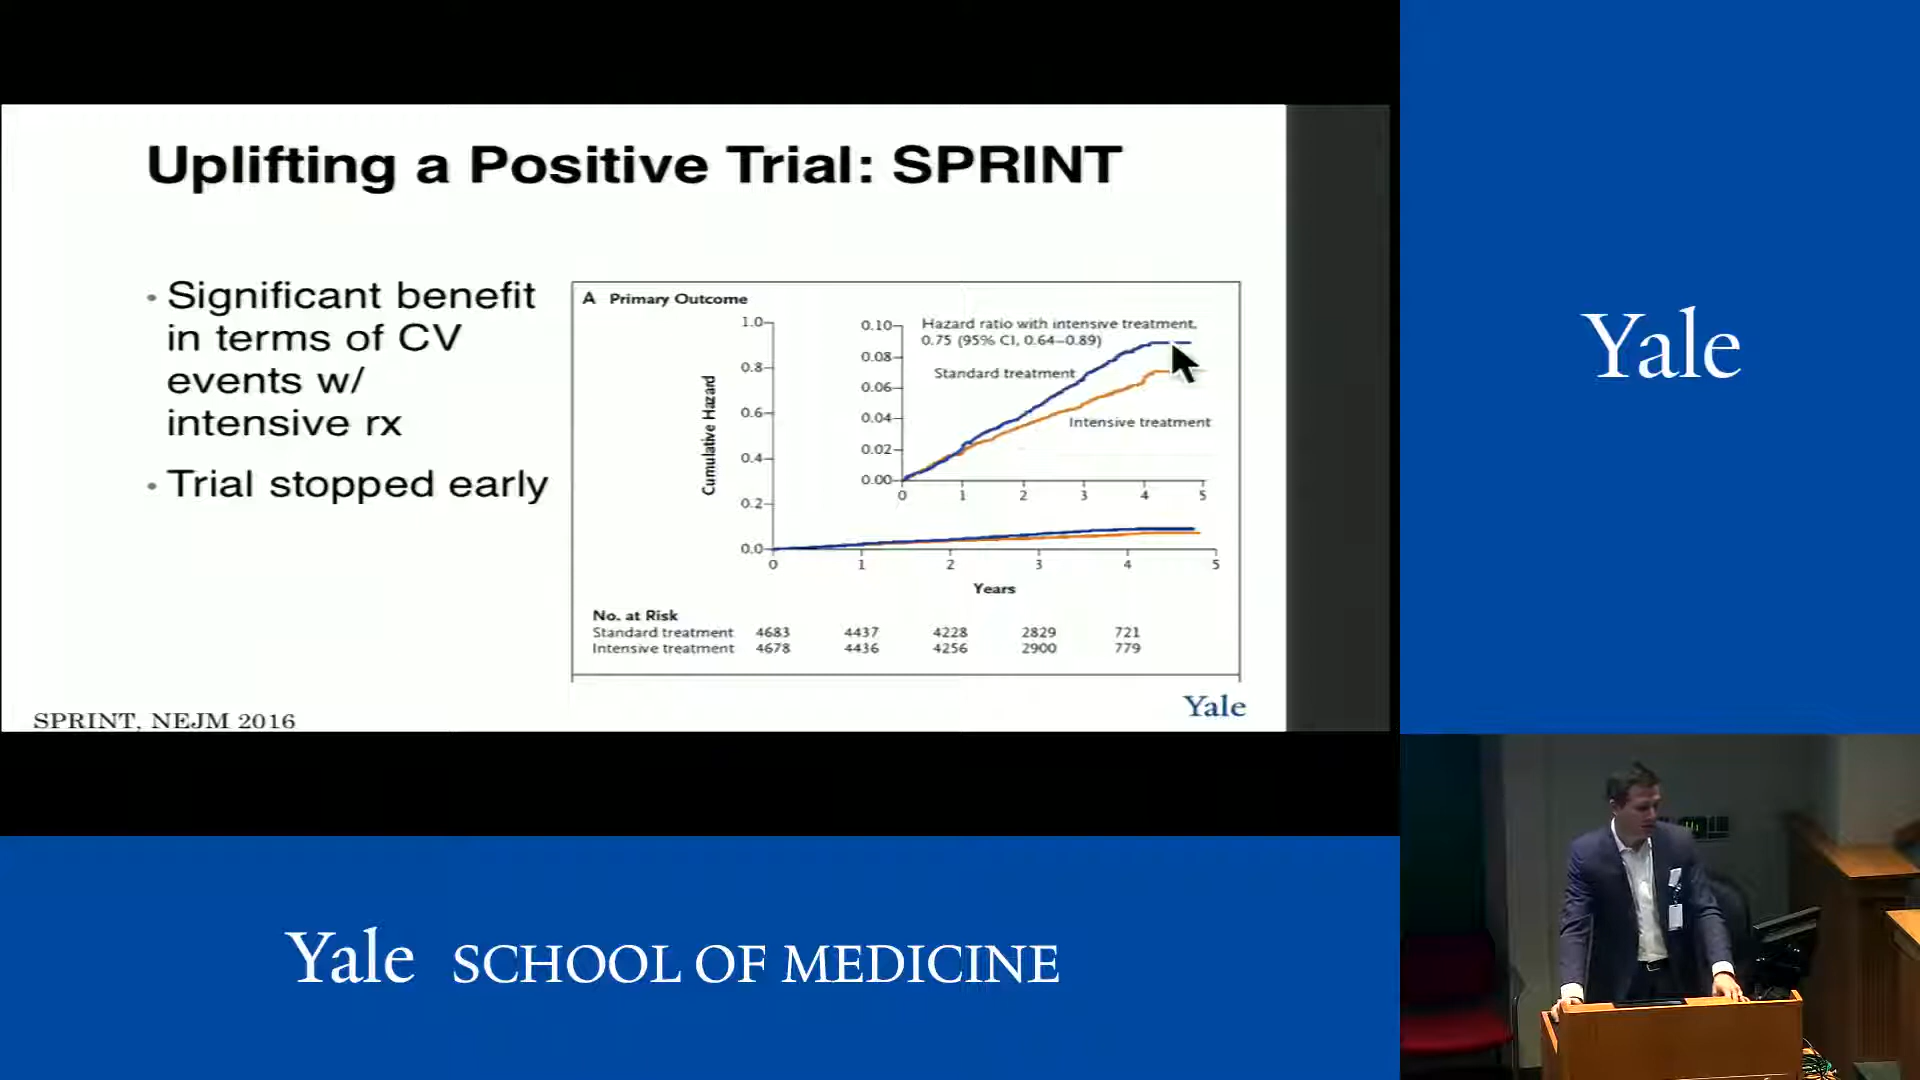 Uplifting a Positive Trial: SPRINT
• Significant benefit
in terms of CV
events w/
intensive rx
• Trial stopped early
A Primary Outcome
Cumulative Hazard
1.0
0.8
0.6
0.4
0.2
0.0
0 1 2 3 4 5
Years
0.10
0.08
0.06
0.04
0.02
0.00
0 1 2 3 4 5
Hazard ratio with intensive treatment,
0.75 (95% CI, 0.64–0.89)
Standard treatment
Intensive treatment
No. at Risk
Standard treatment 4683 4437 4228 2829 721
Intensive treatment 4678 4436 4256 2900 779
SPRINT, NEJM 2016
Yale
Yale
Yale SCHOOL OF MEDICINE